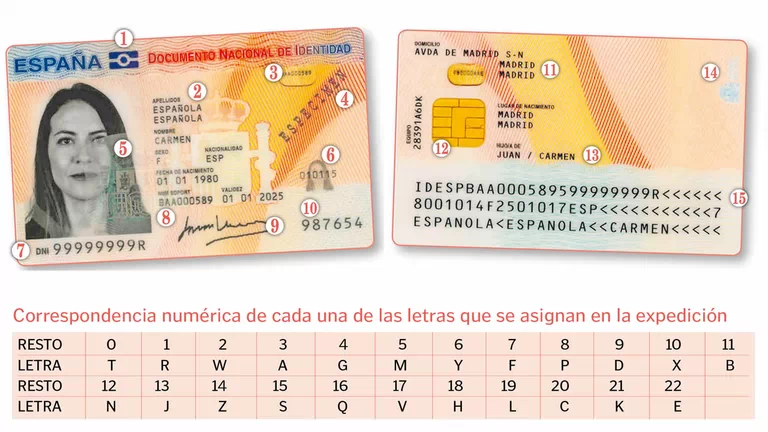 1
ESPAÑA DOCUMENTO NACIONAL DE IDENTIDAD
3 BAA000589
2
ESPECIMEN
4
APELLIDOS
ESPAÑOLA
ESPAÑOLA
NOMBRE
CARMEN
SEXO NACIONALIDAD
F ESP
5
6
FECHA DE NACIMIENTO
01 01 1980
010115
NUM SOPORT VALIDEZ
BAA000589 01 01 2025
8
9
10
987654
7 DNI 99999999R
DOMICILIO
AVDA DE MADRID S-N
MADRID
MADRID
11
14
LUGAR DE NACIMIENTO
MADRID
MADRID
EQUIPO
28391A6DK
12
HIJO/A DE
JUAN / CARMEN 13
IDESPBAA000589599999999R<<<<<<
15
8001014F2501017ESP<<<<<<<<<<<7
ESPANOLA<ESPANOLA<<CARMEN<<<<<
Correspondencia numérica de cada una de las letras que se asignan en la expedición
RESTO 0 1 2 3 4 5 6 7 8 9 10 11
LETRA T R W A G M Y F P D X B
RESTO 12 13 14 15 16 17 18 19 20 21 22
LETRA N J Z S Q V H L C K E